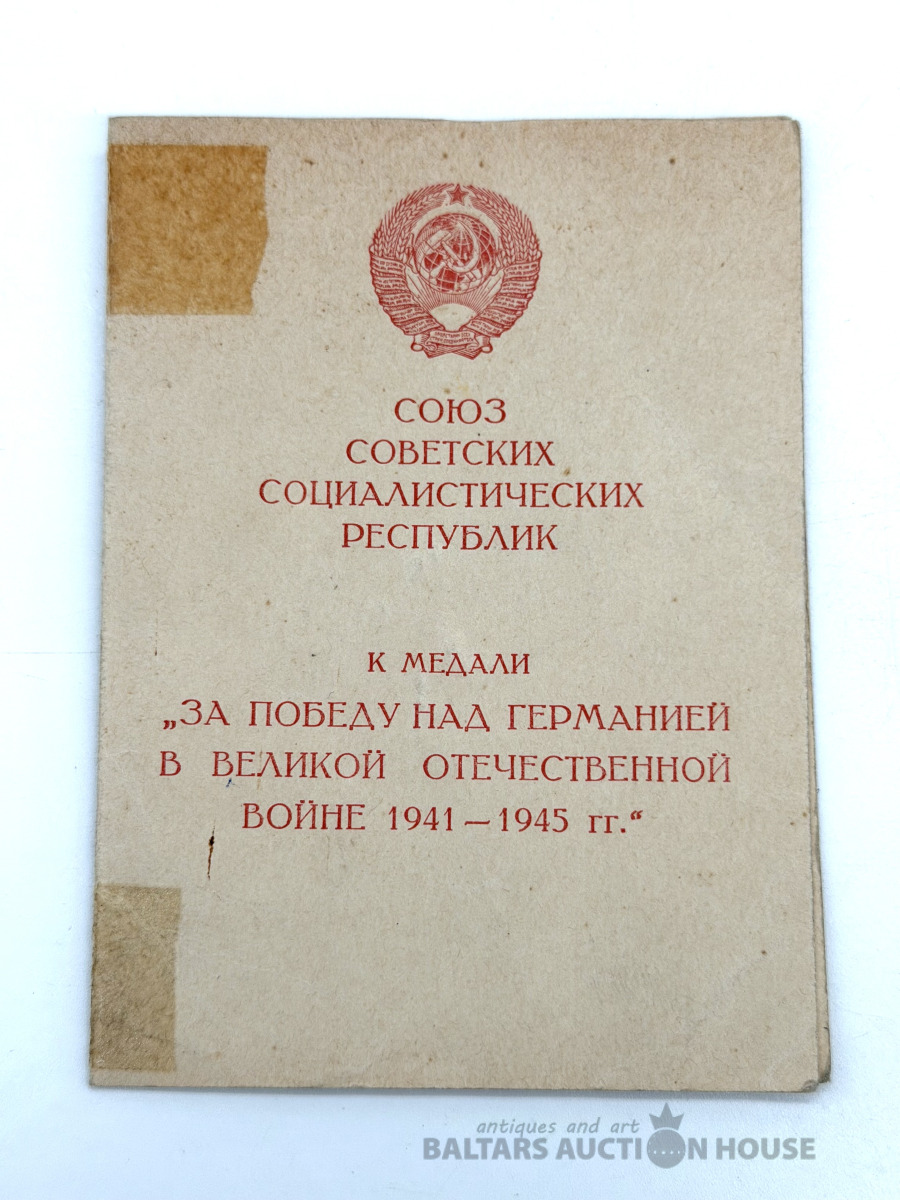 СОЮЗ
СОВЕТСКИХ
СОЦИАЛИСТИЧЕСКИХ
РЕСПУБЛИК
К МЕДАЛИ
„ЗА ПОБЕДУ НАД ГЕРМАНИЕЙ
В ВЕЛИКОЙ ОТЕЧЕСТВЕННОЙ
ВОЙНЕ 1941—1945 гг.“
antiques and art
BALTARS AUCTION HOUSE